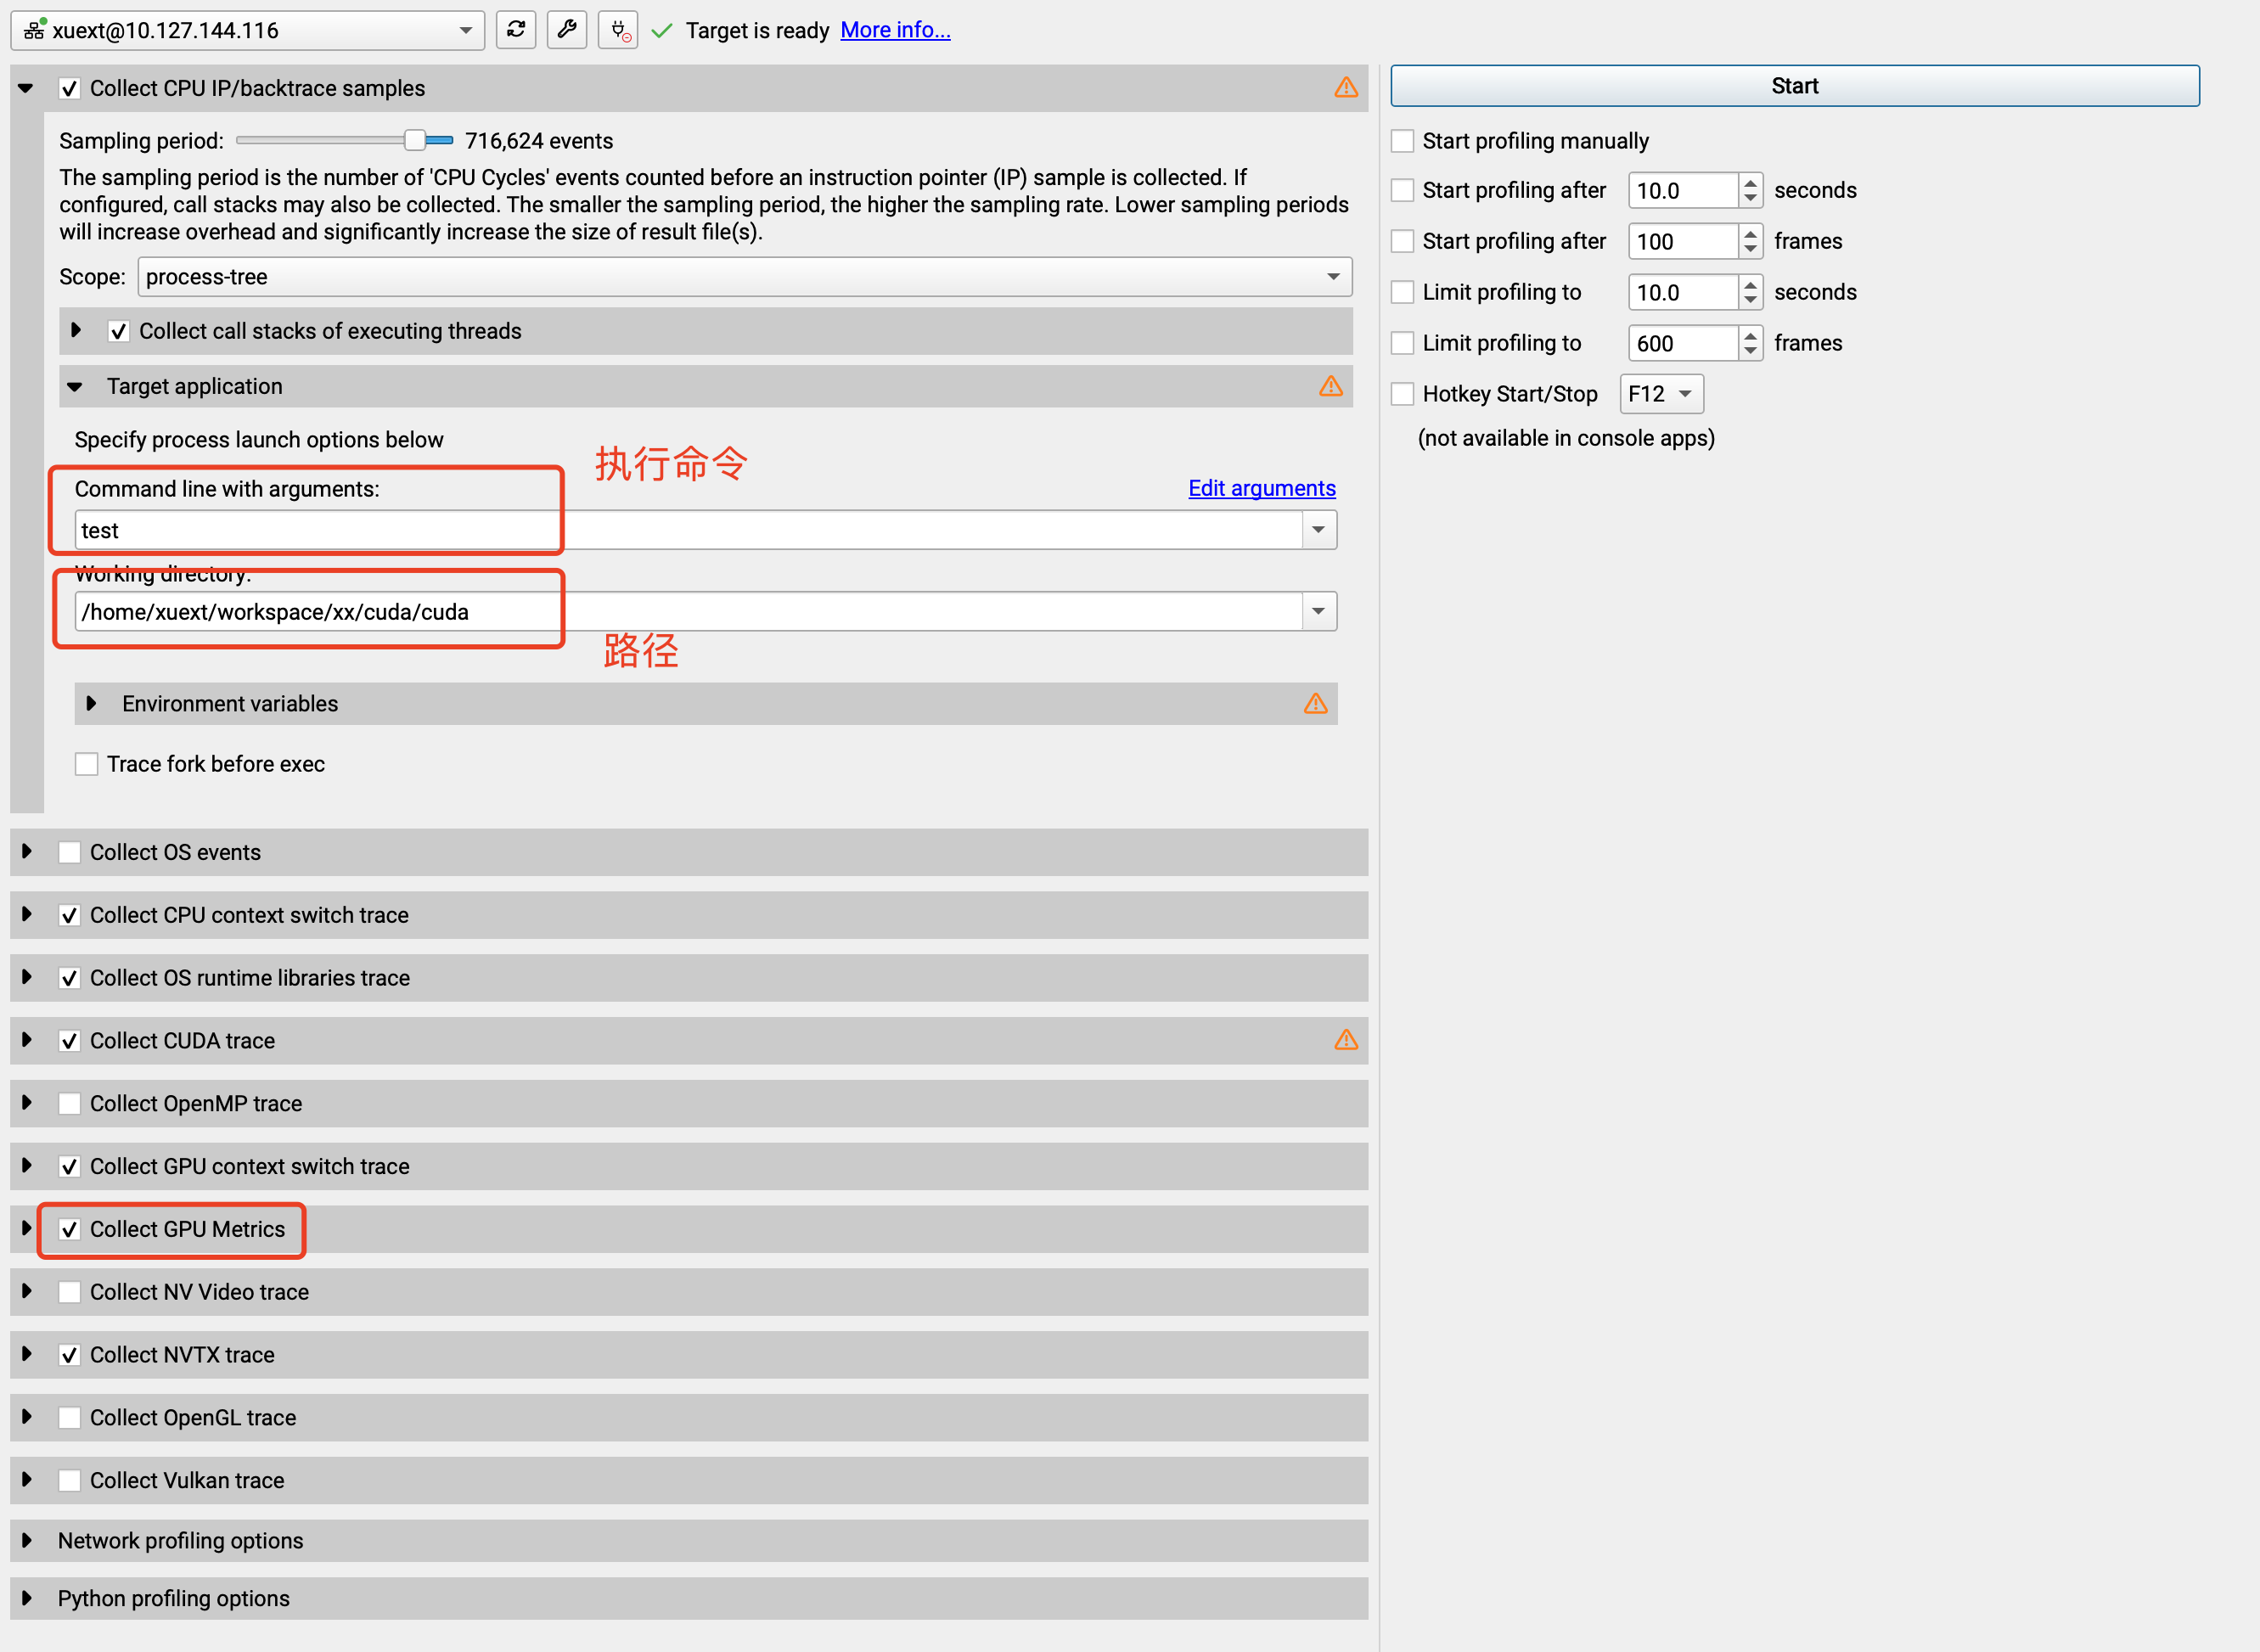 xuext@10.127.144.116
Target is ready More info...
Collect CPU IP/backtrace samples
Sampling period: 716,624 events
The sampling period is the number of 'CPU Cycles' events counted before an instruction pointer (IP) sample is collected. If
configured, call stacks may also be collected. The smaller the sampling period, the higher the sampling rate. Lower sampling periods
will increase overhead and significantly increase the size of result file(s).
Scope: process-tree
Collect call stacks of executing threads
Target application
Specify process launch options below
执行命令
Command line with arguments: Edit arguments
test
Working directory:
/home/xuext/workspace/xx/cuda/cuda
路径
Environment variables
Trace fork before exec
Collect OS events
Collect CPU context switch trace
Collect OS runtime libraries trace
Collect CUDA trace
Collect OpenMP trace
Collect GPU context switch trace
Collect GPU Metrics
Collect NV Video trace
Collect NVTX trace
Collect OpenGL trace
Collect Vulkan trace
Network profiling options
Python profiling options
Start
Start profiling manually
Start profiling after 10.0 seconds
Start profiling after 100 frames
Limit profiling to 10.0 seconds
Limit profiling to 600 frames
Hotkey Start/Stop F12
(not available in console apps)